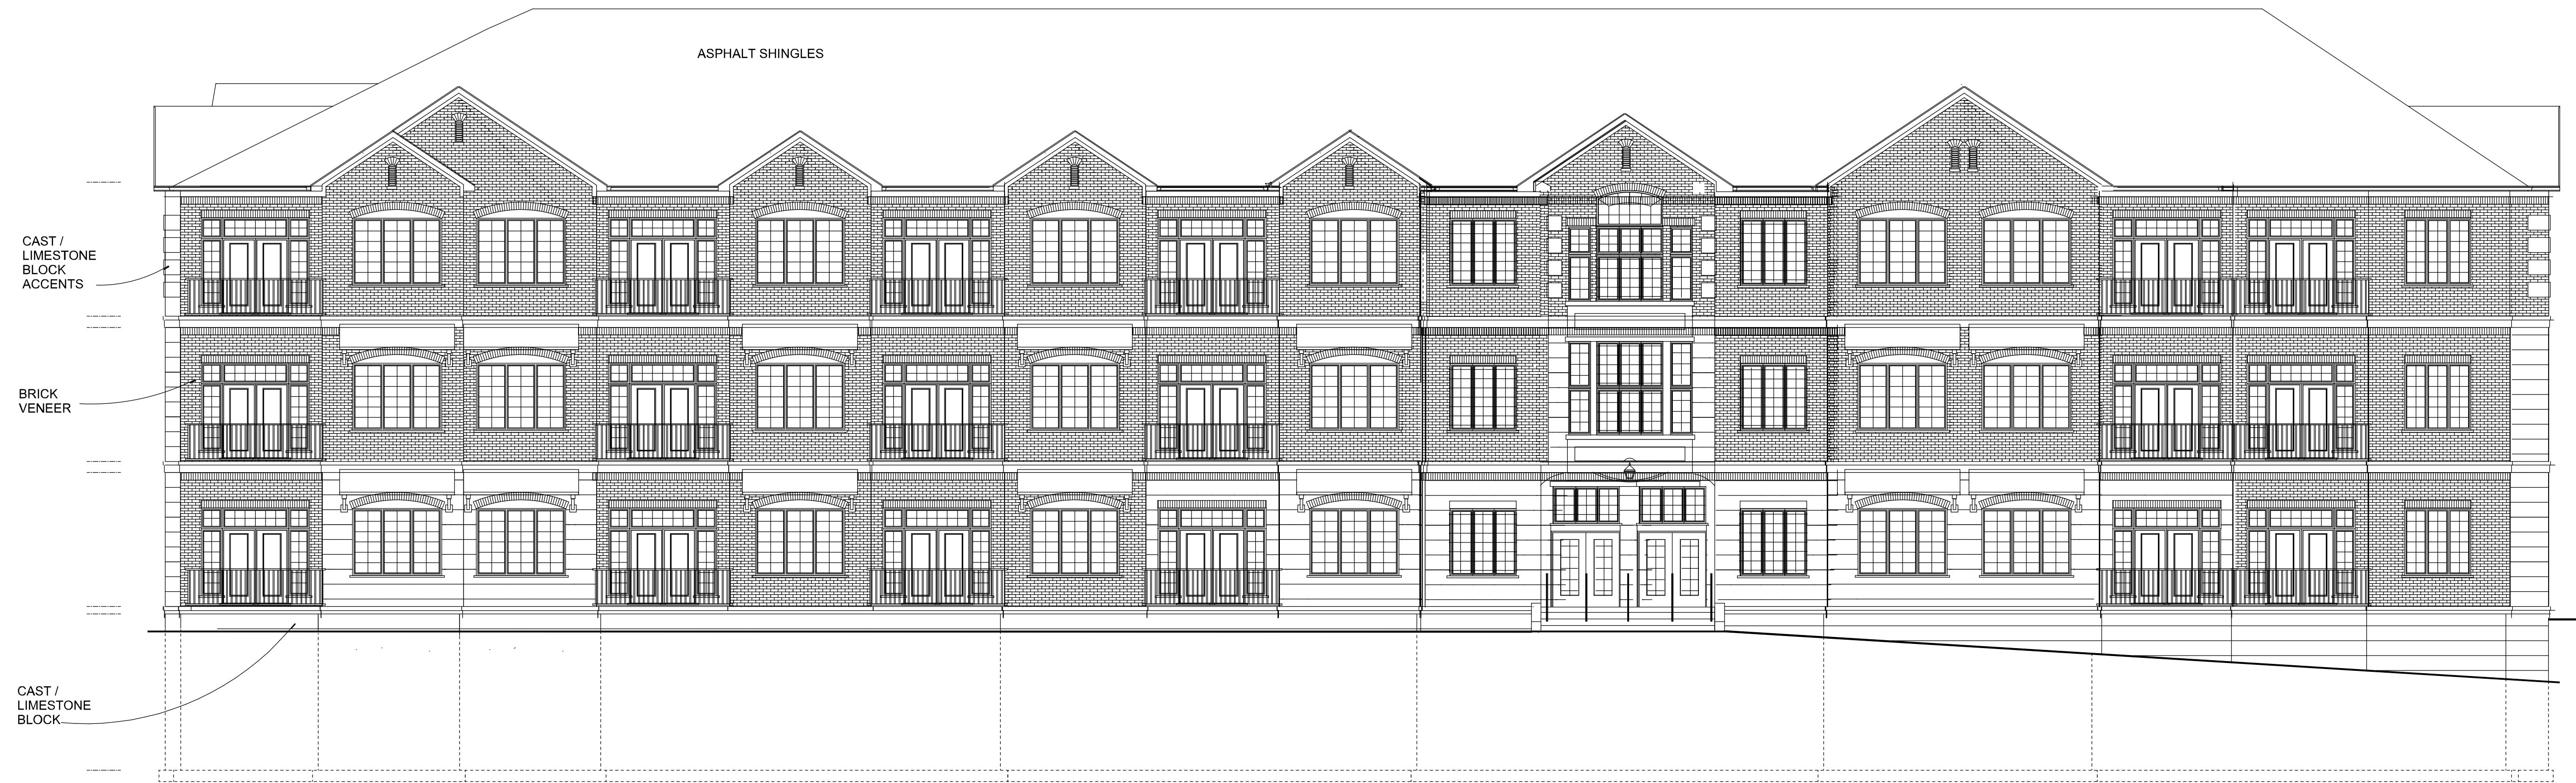 ASPHALT SHINGLES
CAST /
LIMESTONE
BLOCK
ACCENTS
BRICK
VENEER
CAST /
LIMESTONE
BLOCK